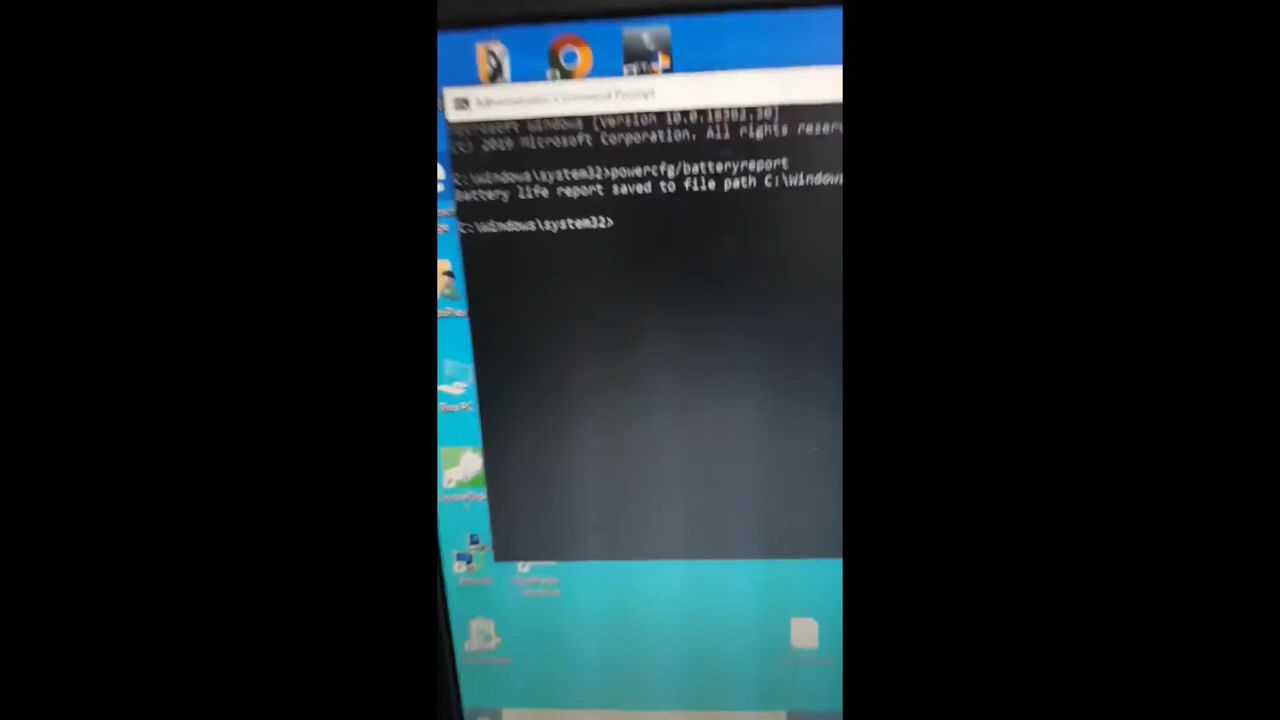 Administrator: Command Prompt
Microsoft Windows [Version 10.0.18362.30]
(c) 2019 Microsoft Corporation. All rights reser
C:\Windows\system32>powercfg/batteryreport
Battery life report saved to file path C:\Windows
C:\Windows\system32>